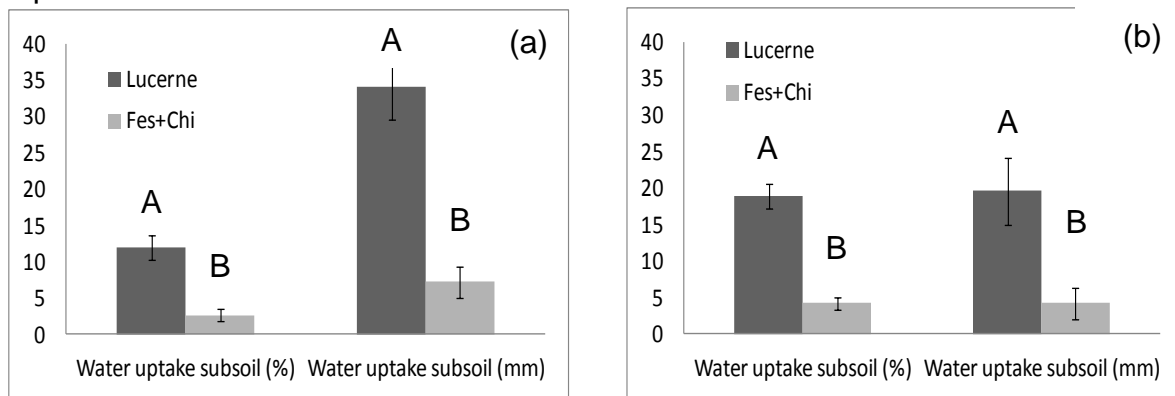 (a)
40
35
30
25
20
15
10
5
0
Lucerne
Fes+Chi
A
B
A
B
Water uptake subsoil (%) Water uptake subsoil (mm)
(b)
40
35
30
25
20
15
10
5
0
Lucerne
Fes+Chi
A
B
A
B
Water uptake subsoil (%) Water uptake subsoil (mm)